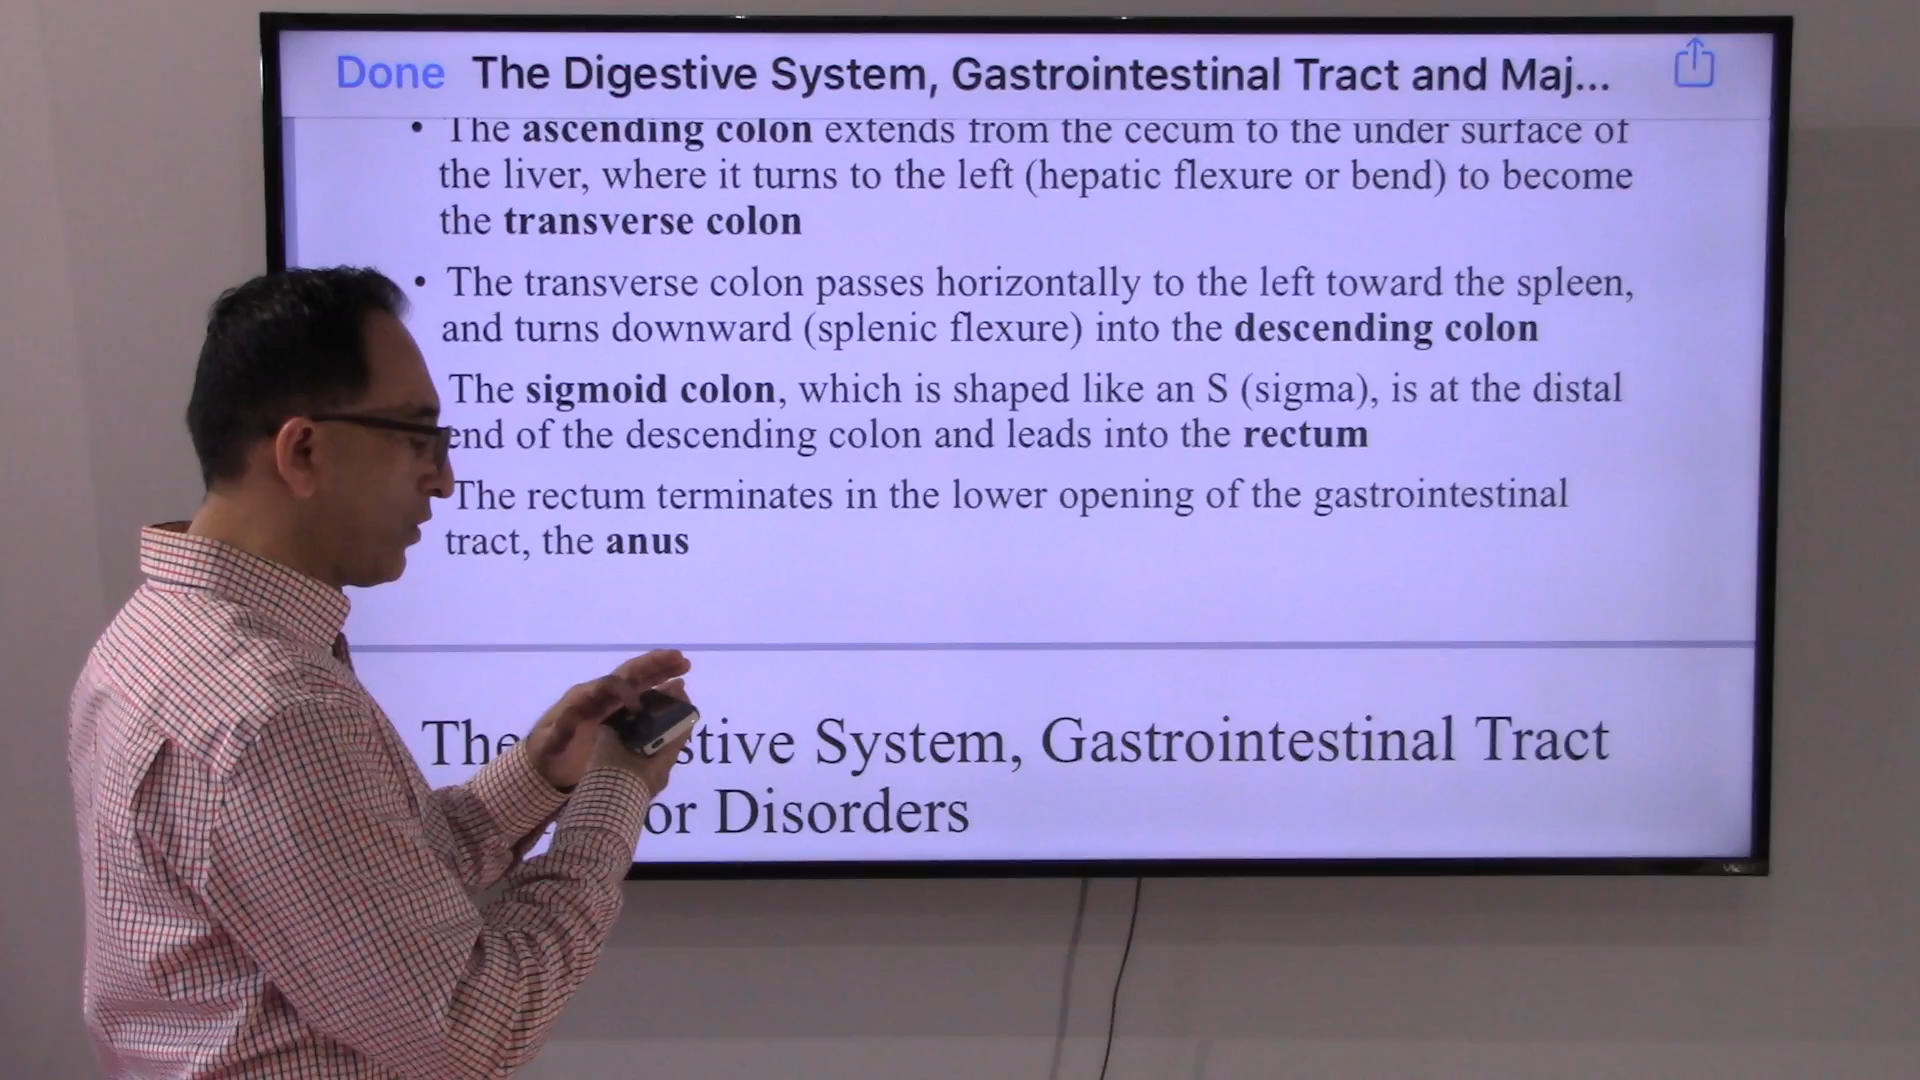 Done The Digestive System, Gastrointestinal Tract and Maj...
• The ascending colon extends from the cecum to the under surface of
the liver, where it turns to the left (hepatic flexure or bend) to become
the transverse colon
• The transverse colon passes horizontally to the left toward the spleen,
and turns downward (splenic flexure) into the descending colon
The sigmoid colon, which is shaped like an S (sigma), is at the distal
end of the descending colon and leads into the rectum
The rectum terminates in the lower opening of the gastrointestinal
tract, the anus
The stive System, Gastrointestinal Tract
or Disorders